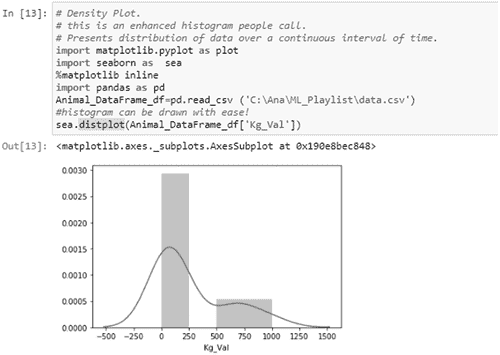 In [13]:
# Density Plot.
# this is an enhanced histogram people call.
# Presents distribution of data over a continuous interval of time.
import matplotlib.pyplot as plot
import seaborn as  sea
%matplotlib inline
import pandas as pd
Animal_DataFrame_df=pd.read_csv ('C:\Ana\ML_Playlist\data.csv')
#histogram can be drawn with ease!
sea.distplot(Animal_DataFrame_df['Kg_Val'])
Out[13]: <matplotlib.axes._subplots.AxesSubplot at 0x190e8bec848>
0.0030
0.0025
0.0020
0.0015
0.0010
0.0005
0.0000
-500 -250 0 250 500 750 1000 1250 1500
Kg_Val